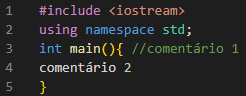 1 #include <iostream>
2 using namespace std;
3 int main(){ //comentário 1
4 comentário 2
5 }